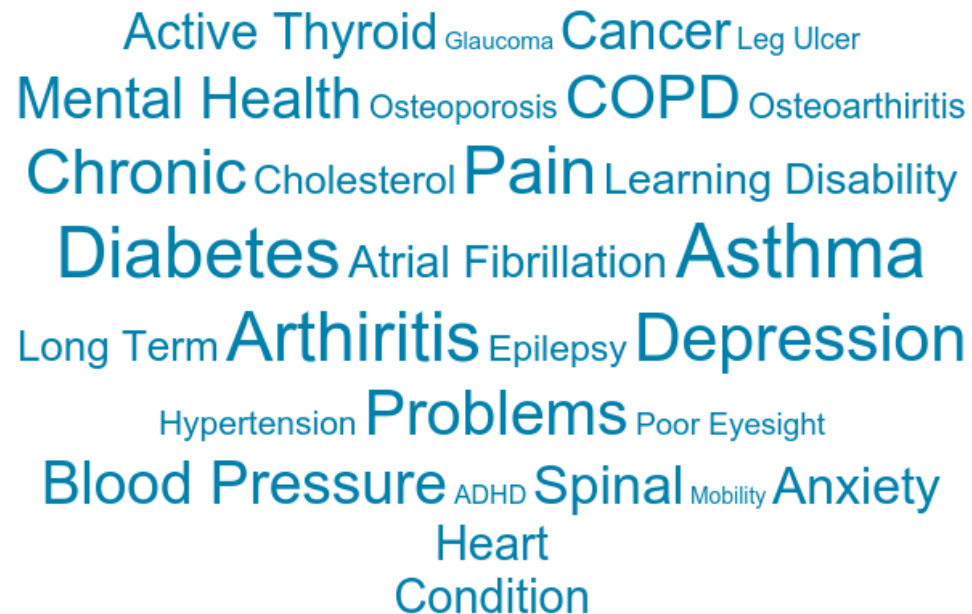 Active Thyroid Glaucoma Cancer Leg Ulcer
Mental Health Osteoporosis COPD Osteoarthiritis
Chronic Cholesterol Pain Learning Disability
Diabetes Atrial Fibrillation Asthma
Long Term Arthiritis Epilepsy Depression
Hypertension Problems Poor Eyesight
Blood Pressure ADHD Spinal Mobility Anxiety
Heart
Condition